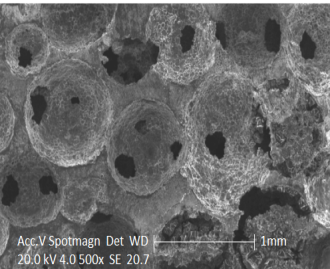 Acc.V Spotmagn Det WD 1mm
20.0 kV 4.0 500x SE 20.7